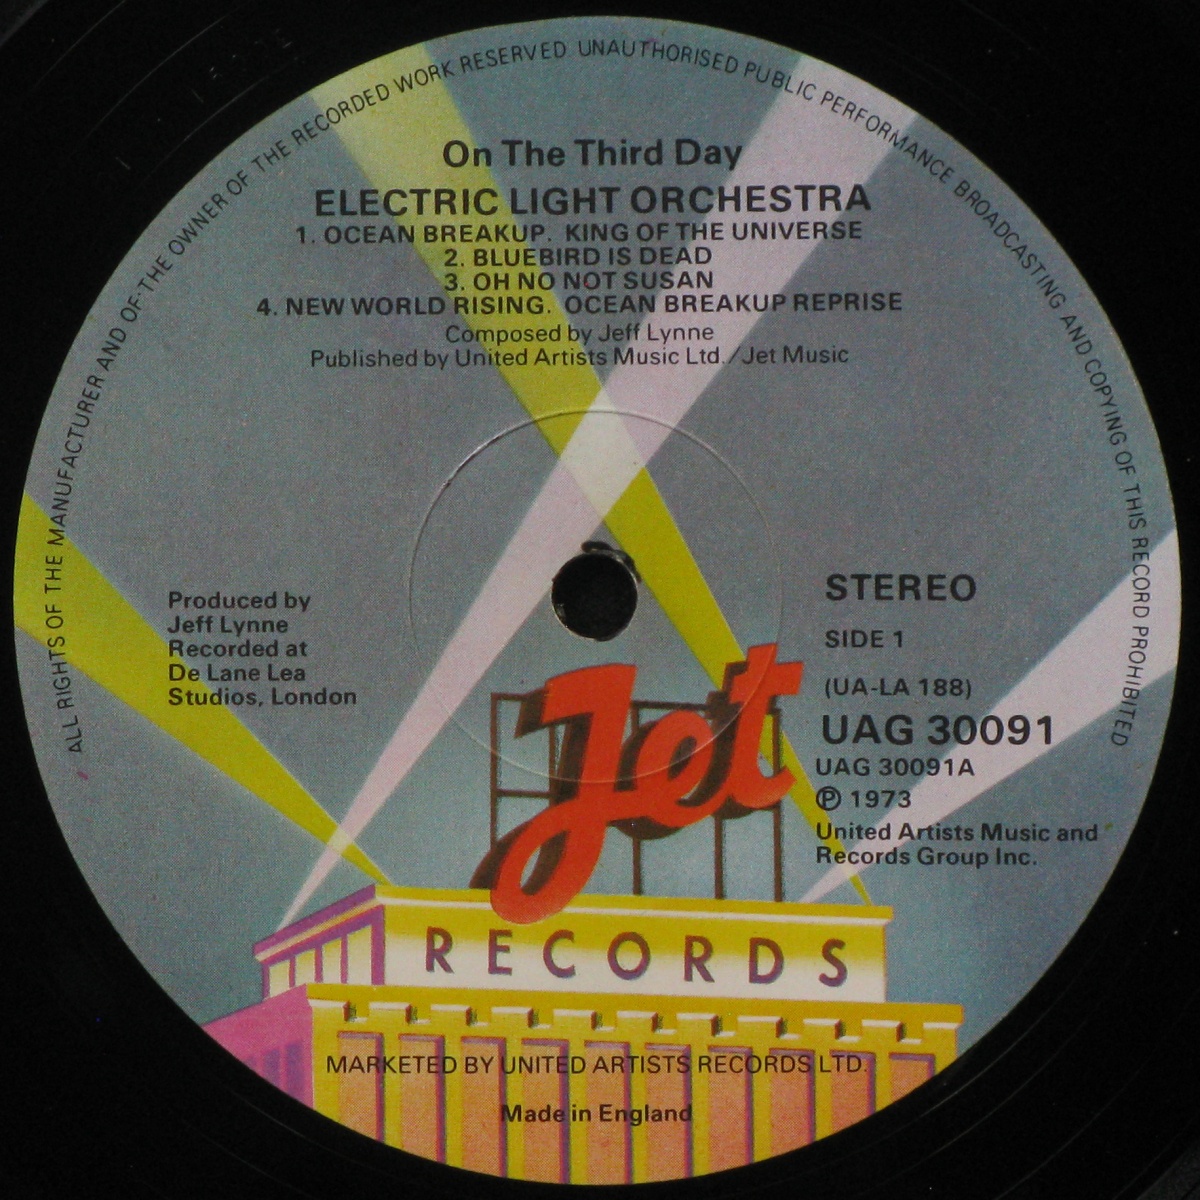 ALL RIGHTS OF THE MANUFACTURER AND OF THE OWNER OF THE RECORDED WORK RESERVED UNAUTHORISED PUBLIC PERFORMANCE BROADCASTING AND COPYING OF THIS RECORD PROHIBITED
On The Third Day
ELECTRIC LIGHT ORCHESTRA
1. OCEAN BREAKUP. KING OF THE UNIVERSE
2. BLUEBIRD IS DEAD
3. OH NO NOT SUSAN
4. NEW WORLD RISING. OCEAN BREAKUP REPRISE
Composed by Jeff Lynne
Published by United Artists Music Ltd./Jet Music
Produced by
Jeff Lynne
Recorded at
De Lane Lea
Studios, London
STEREO
SIDE 1
(UA-LA 188)
UAG 30091
UAG 30091A
℗ 1973
United Artists Music and
Records Group Inc.
Jet
RECORDS
MARKETED BY UNITED ARTISTS RECORDS LTD.
Made in England